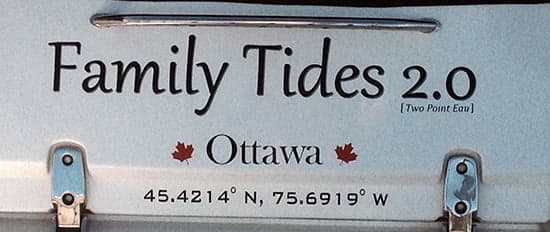 Family Tides 2.0
[Two Point Eau]
Ottawa
45.4214° N, 75.6919° W